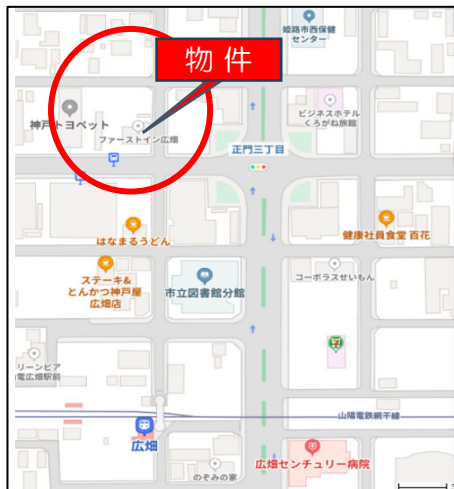 姫路市西保健
センター
物件
神戸トヨペット
ファーストイン広畑
ビジネスホテル
くろがね旅館
正門三丁目
はなまるうどん
健康社員食堂 百花
ステーキ&
とんかつ神戸屋
広畑店
市立図書館分館
コーポラスせいもん
リーンピア
電広畑駅前
山陽電鉄網干線
広畑
広畑センチュリー病院
のぞみの家